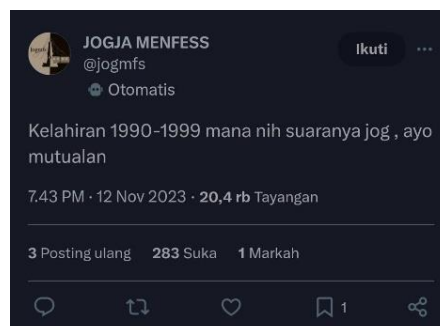 JOGJA MENFESS
@jogmfs
Ikuti
Otomatis
Kelahiran 1990-1999 mana nih suaranya jog , ayo
mutualan
7.43 PM · 12 Nov 2023 · 20,4 rb Tayangan
3 Posting ulang 283 Suka 1 Markah
1